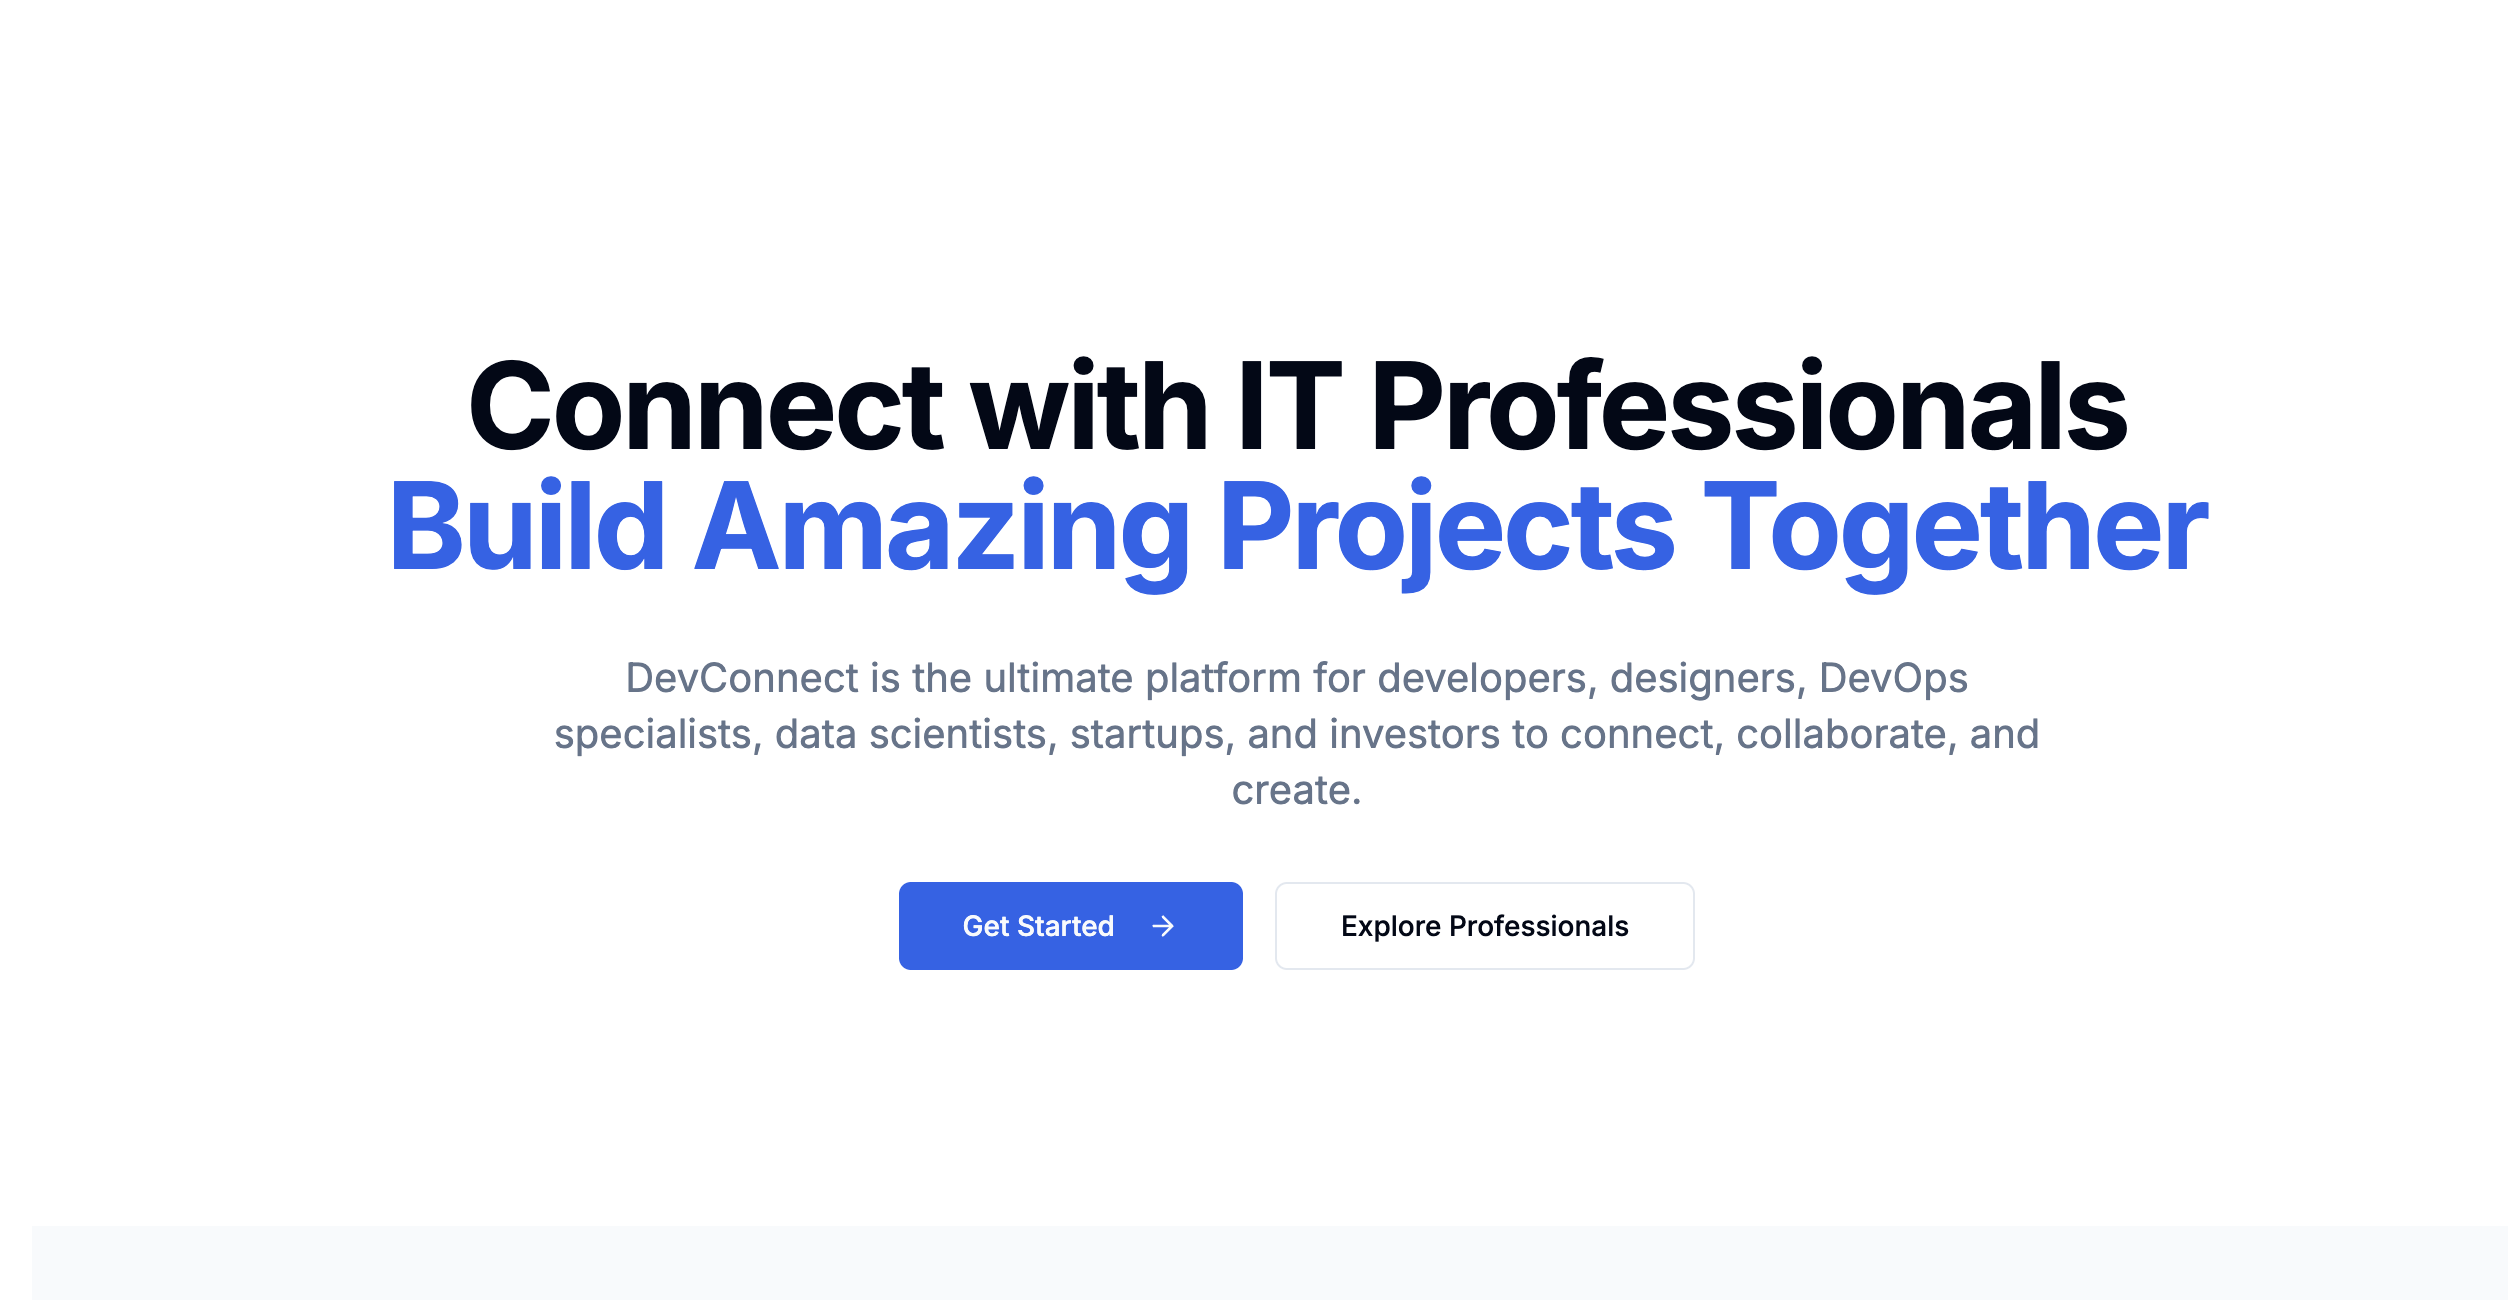 Connect with IT Professionals
Build Amazing Projects Together
DevConnect is the ultimate platform for developers, designers, DevOps
specialists, data scientists, startups, and investors to connect, collaborate, and
create.
Get Started
Explore Professionals